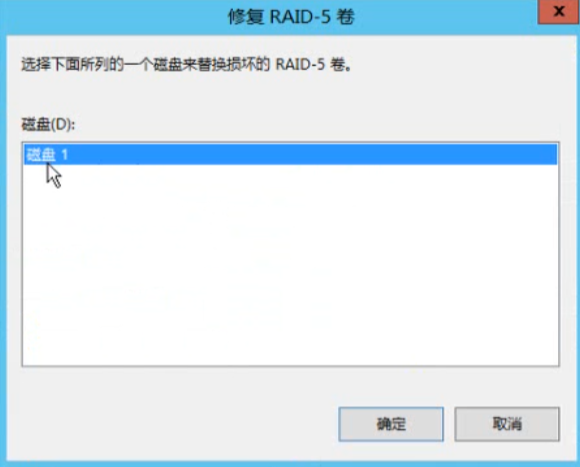 修复 RAID-5 卷
x
选择下面所列的一个磁盘来替换损坏的 RAID-5 卷。
磁盘(D):
磁盘 1
确定
取消